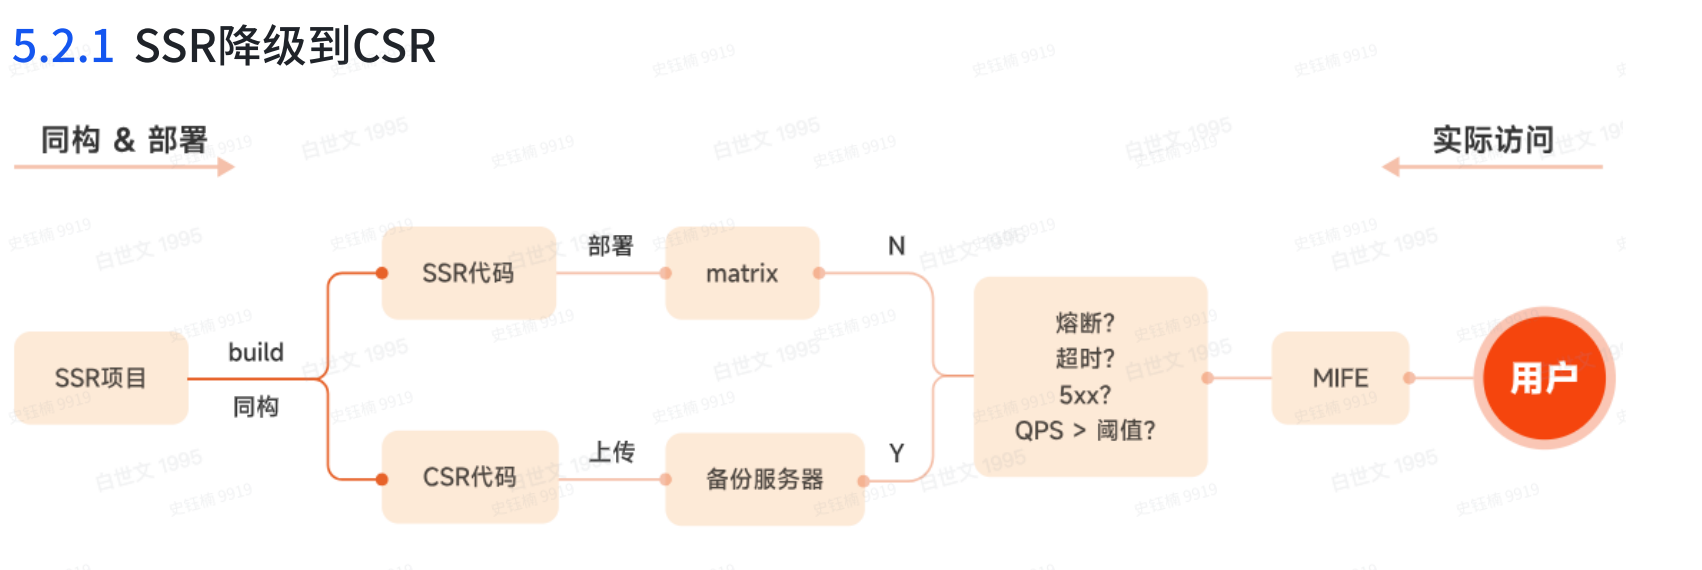 5.2.1 SSR降级到CSR
同构 & 部署
实际访问
SSR项目
build
同构
SSR代码
部署
matrix
N
CSR代码
上传
备份服务器
Y
熔断?
超时?
5xx?
QPS > 阈值?
MIFE
用户
史钰楠 9919
白世文 1995